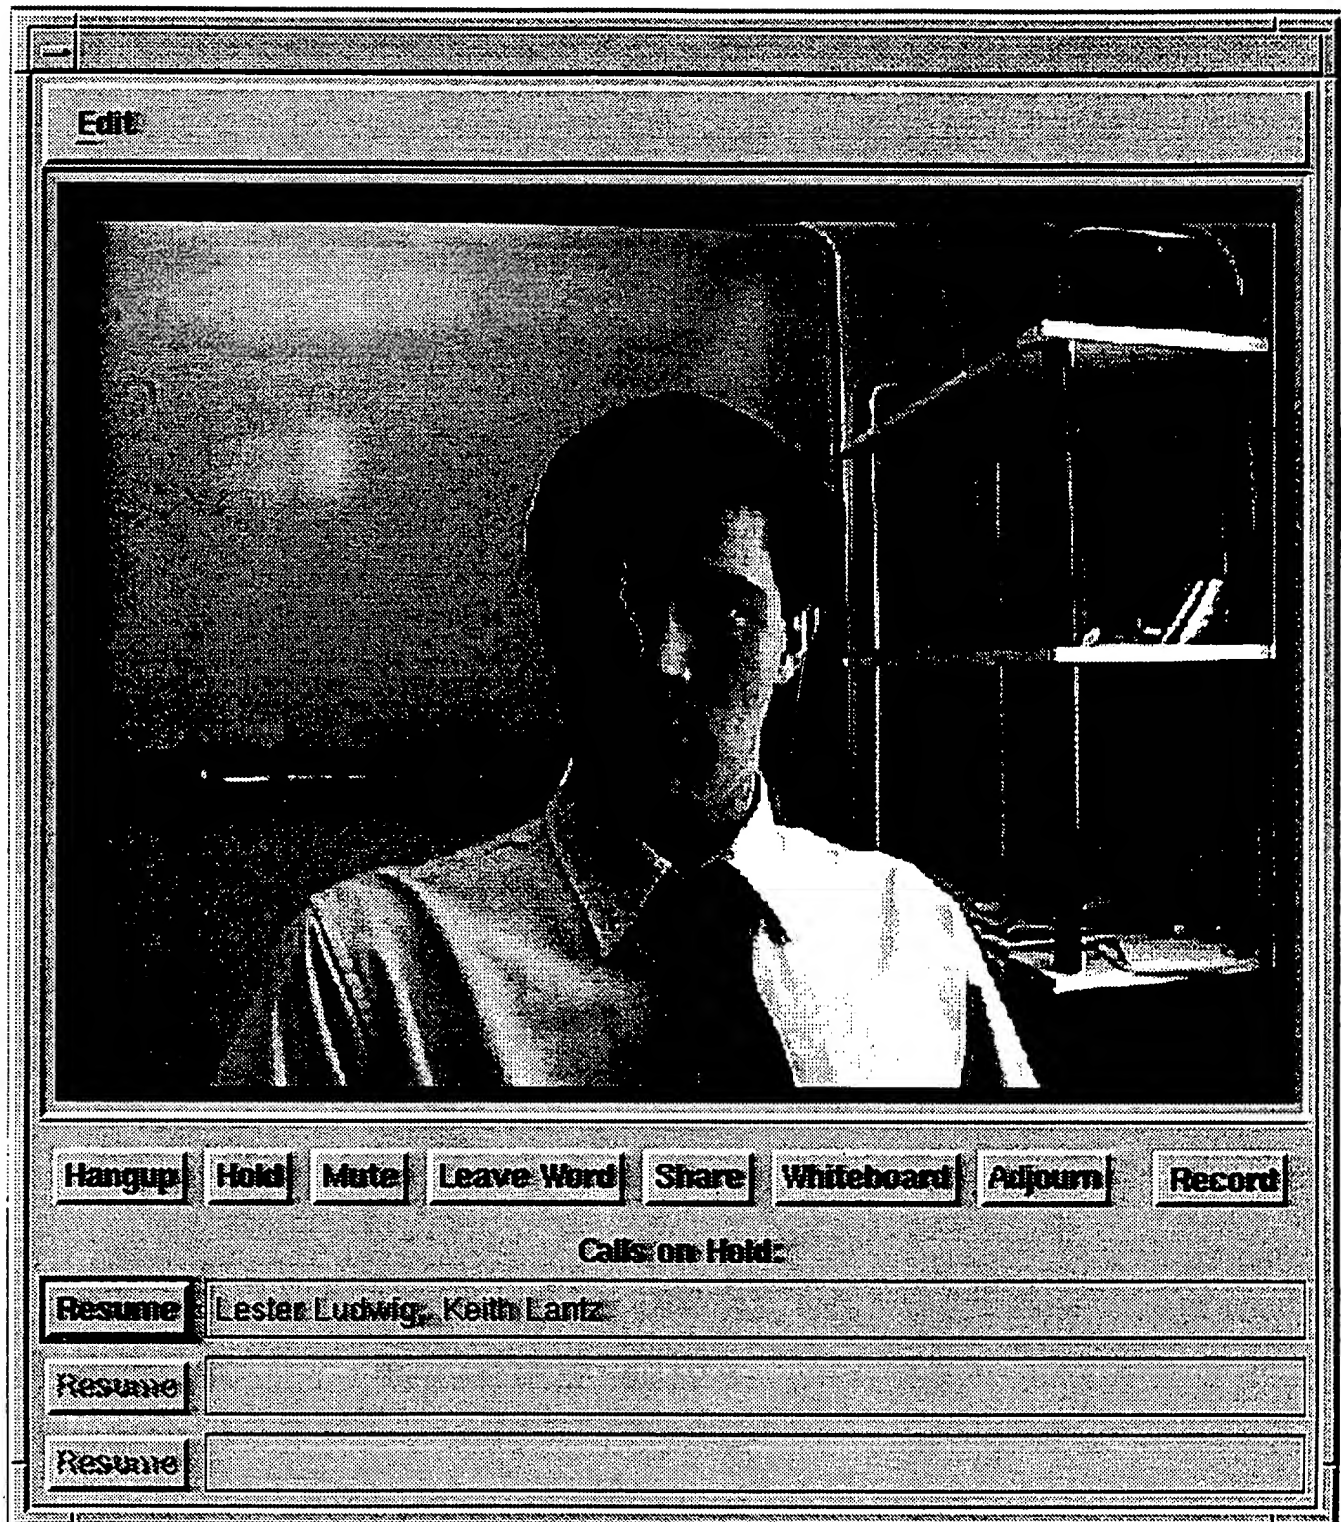 Edit
Hangup Hold Mute Leave Word Share Whiteboard Adjourn Record
Calls on Hold:
Resume Lester Ludwig, Keith Lantz
Resume
Resume